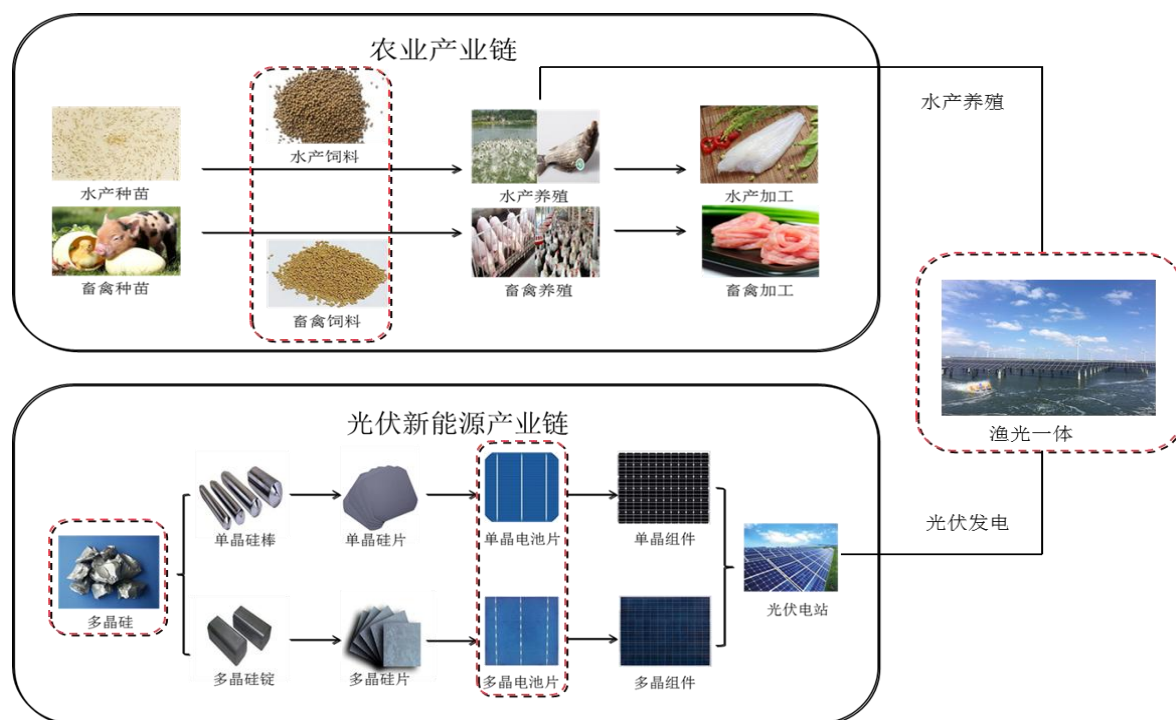 农业产业链
水产养殖
水产饲料
水产种苗
水产养殖
水产加工
畜禽种苗
畜禽饲料
畜禽养殖
畜禽加工
渔光一体
光伏新能源产业链
单晶硅棒
单晶硅片
单晶电池片
单晶组件
光伏发电
多晶硅
光伏电站
多晶硅锭
多晶硅片
多晶电池片
多晶组件